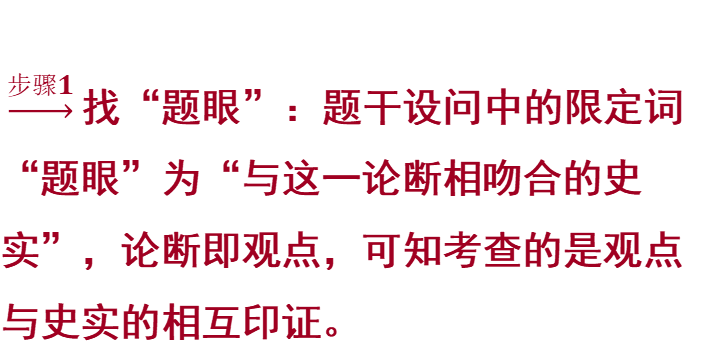 步骤1 找“题眼”：题干设问中的限定词
“题眼”为“与这一论断相吻合的史
实”，论断即观点，可知考查的是观点
与史实的相互印证。